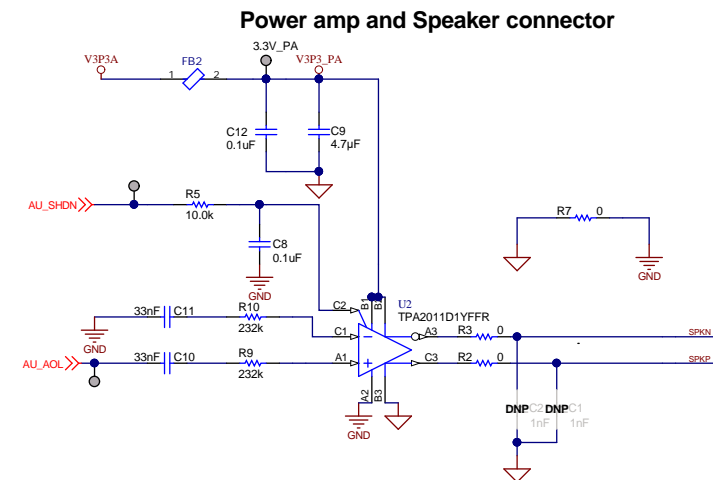 Power amp and Speaker connector
3.3V_PA
V3P3A
FB2
V3P3_PA
1
2
C12
0.1uF
C9
4.7µF
AU_SHDN
R5
10.0k
R7
0
C8
0.1uF
GND
GND
C2
B1
U2
TPA2011D1YFFR
33nF
C11
R10
232k
C1
A3
R3
0
SPKN
GND
AU_AOL
33nF
C10
R9
232k
A1
C3
R2
0
SPKP
A2
B3
GND
DNP
C2
1nF
DNP
C1
1nF